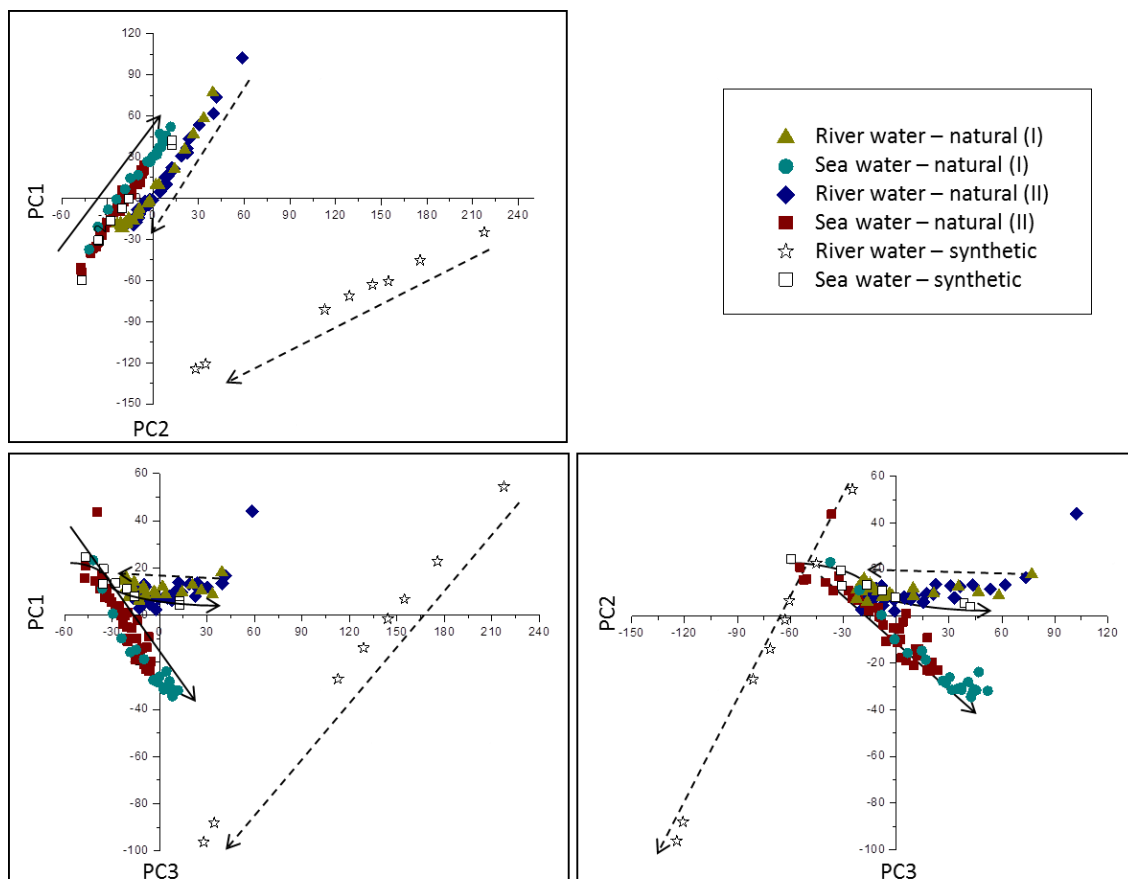 120
90
60
30
-60 -30 0 30 60 90 120 150 180 210 240
-30
-60
-90
-120
-150
PC1
PC2
River water – natural (I)
Sea water – natural (I)
River water – natural (II)
Sea water – natural (II)
River water – synthetic
Sea water – synthetic
60
40
20
-60 -30 0 30 60 90 120 150 180 210 240
-20
-40
-60
-80
-100
PC1
PC3
60
40
20
-150 -120 -90 -60 -30 0 30 60 90 120
-20
-40
-60
-80
-100
PC2
PC3